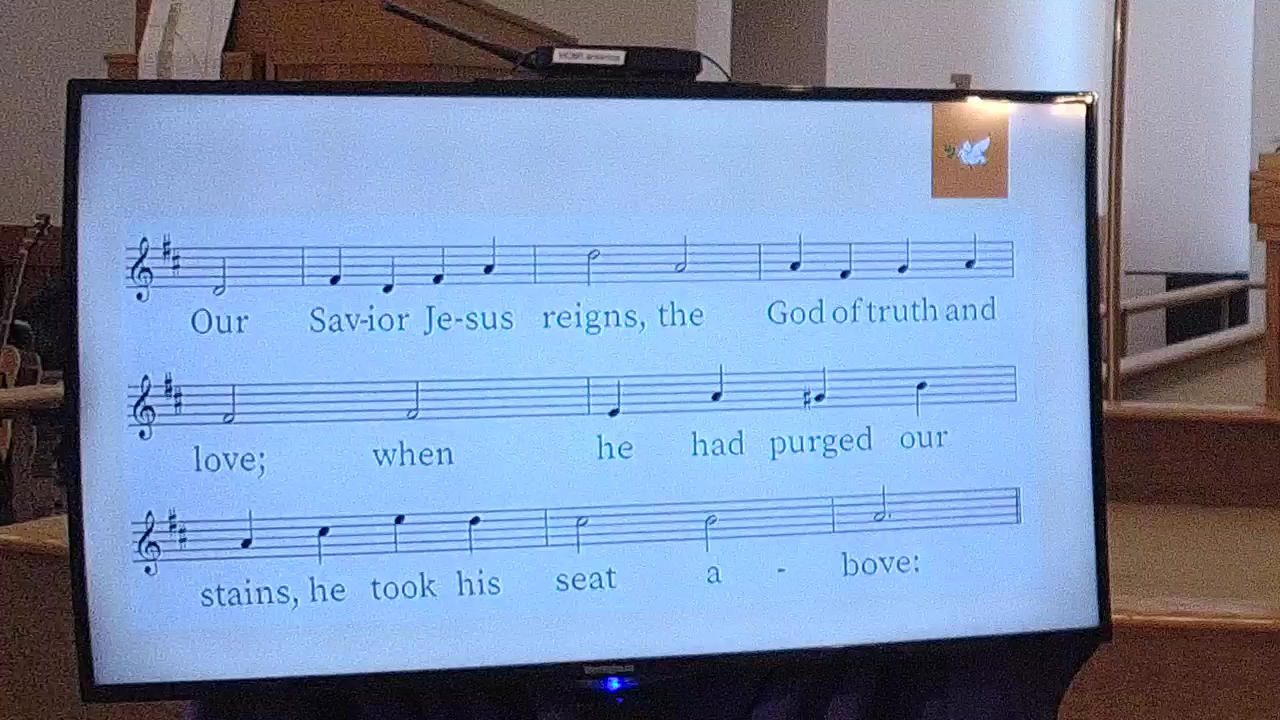 Our Sav-ior Je-sus reigns, the God of truth and
love; when he had purged our
stains, he took his seat a - bove: